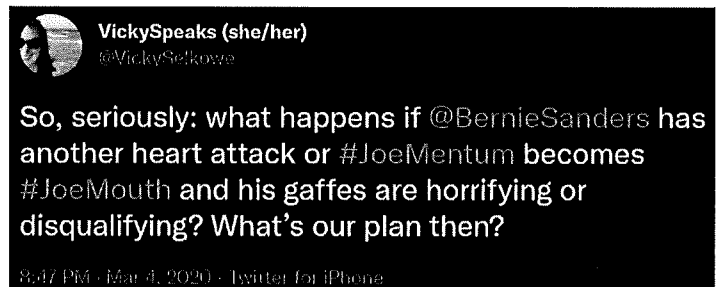 VickySpeaks (she/her)
@VickySelkowe
So, seriously: what happens if @BernieSanders has
another heart attack or #JoeMentum becomes
#JoeMouth and his gaffes are horrifying or
disqualifying? What's our plan then?
8:47 PM · Mar 4, 2020 · Twitter for iPhone